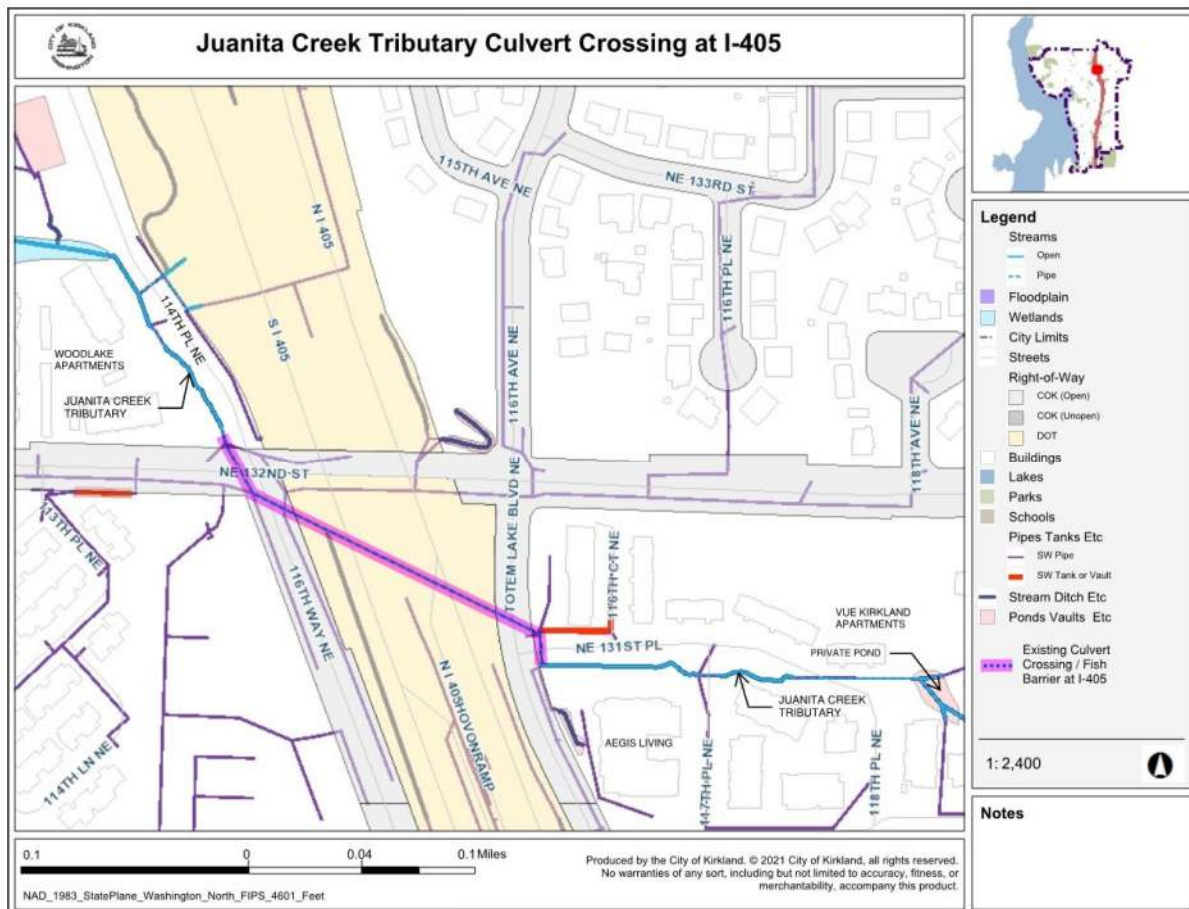 CITY OF KIRKLAND
WASHINGTON
Juanita Creek Tributary Culvert Crossing at I-405
115TH AVE NE
NE 133RD ST
N I 405
S I 405
114TH PL NE
116TH AVE NE
116TH PL NE
118TH AVE NE
WOODLAKE
APARTMENTS
JUANITA CREEK
TRIBUTARY
NE 132ND ST
TOTEM LAKE BLVD NE
113TH PL NE
116TH WAY NE
116TH CT NE
NE 131ST PL
VUE KIRKLAND
APARTMENTS
PRIVATE POND
JUANITA CREEK
TRIBUTARY
AEGIS LIVING
N I 405HOVONRAMP
114TH LN NE
117TH PL NE
118TH PL NE
Legend
Streams
Open
Pipe
Floodplain
Wetlands
City Limits
Streets
Right-of-Way
COK (Open)
COK (Unopen)
DOT
Buildings
Lakes
Parks
Schools
Pipes Tanks Etc
SW Pipe
SW Tank or Vault
Stream Ditch Etc
Ponds Vaults Etc
Existing Culvert
Crossing / Fish
Barrier at I-405
1: 2,400
Notes
0.1 0 0.04 0.1 Miles
NAD_1983_StatePlane_Washington_North_FIPS_4601_Feet
Produced by the City of Kirkland. © 2021 City of Kirkland, all rights reserved.
No warranties of any sort, including but not limited to accuracy, fitness, or
merchantability, accompany this product.